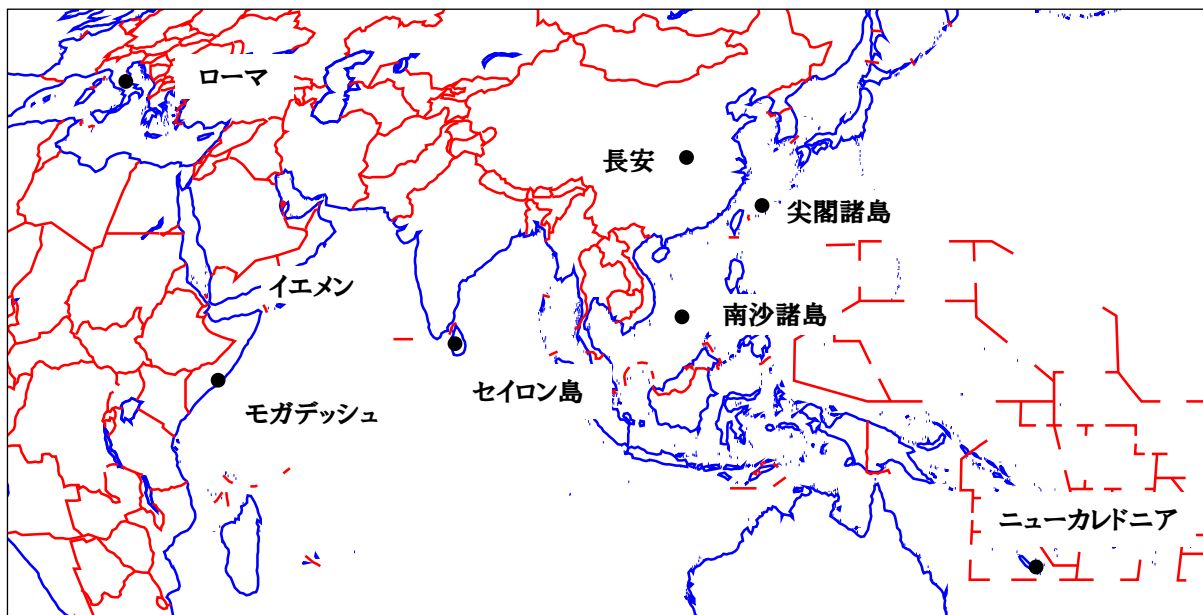 ローマ
長安
尖閣諸島
イエメン
南沙諸島
セイロン島
モガデッシュ
ニューカレドニア